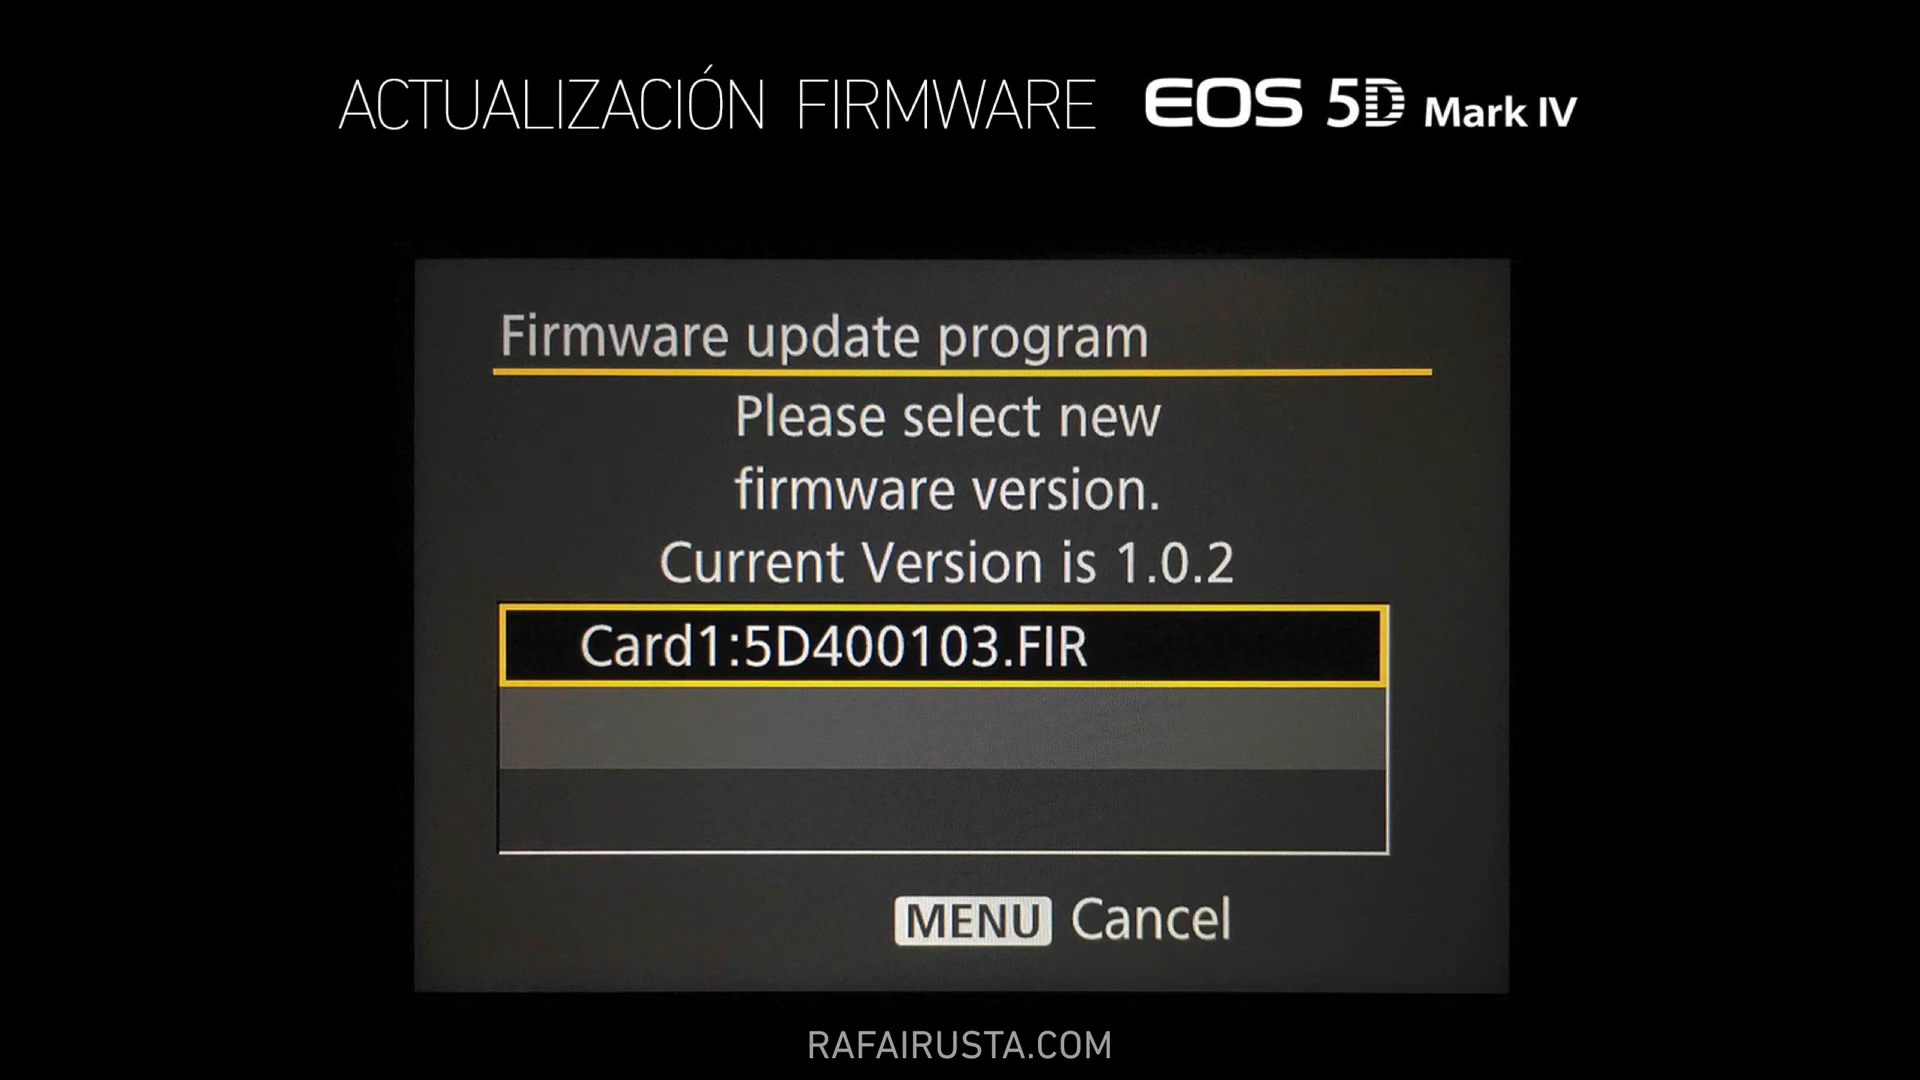 ACTUALIZACIÓN FIRMWARE EOS 5D Mark IV
Firmware update program
Please select new
firmware version.
Current Version is 1.0.2
Card1:5D400103.FIR
MENU Cancel
RAFAIRUSTA.COM